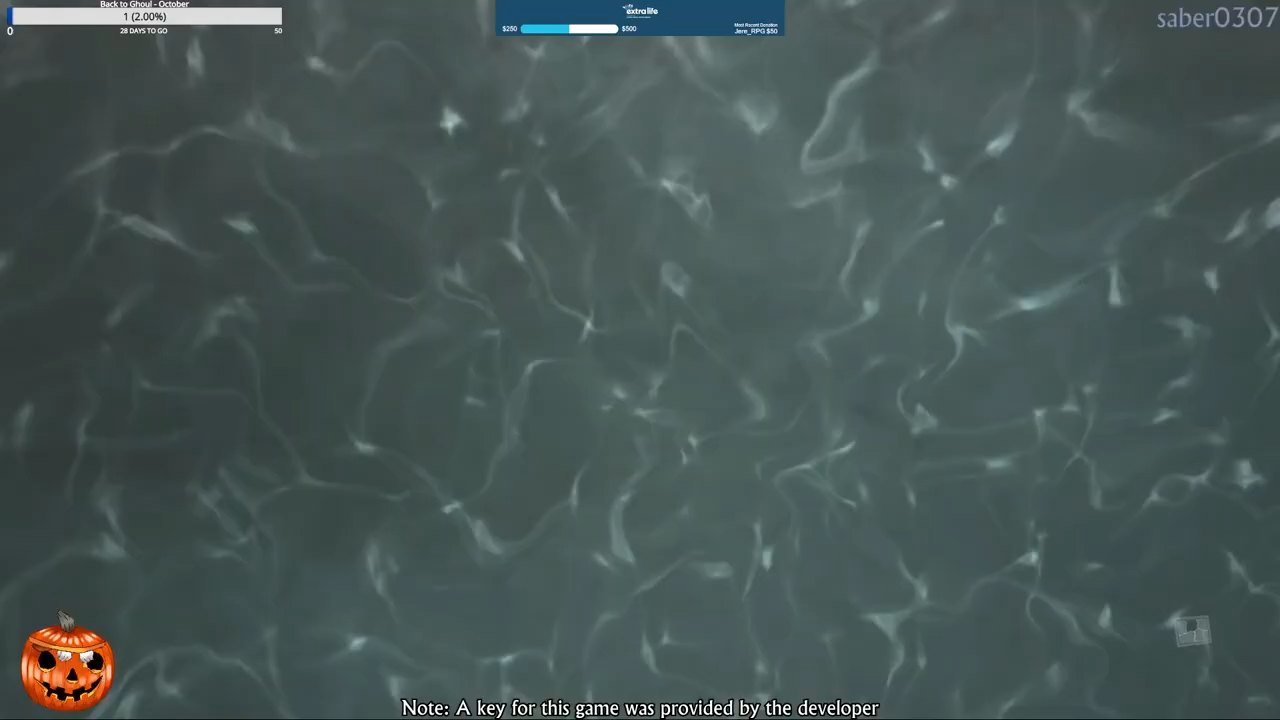 Back to Ghoul - October
1 (2.00%)
0
28 DAYS TO GO
50
extralife
$250
$500
Most Recent Donation
Jere_RPG $50
saber0307
Note: A key for this game was provided by the developer